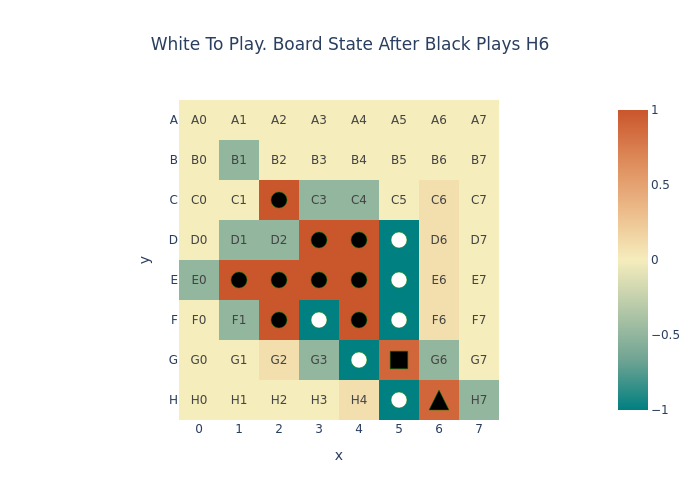 White To Play. Board State After Black Plays H6
A A0 A1 A2 A3 A4 A5 A6 A7
B B0 B1 B2 B3 B4 B5 B6 B7
C C0 C1 C3 C4 C5 C6 C7
D D0 D1 D2 D6 D7
E E0 E6 E7
F F0 F1 F6 F7
G G0 G1 G2 G3 G6 G7
H H0 H1 H2 H3 H4 H7
0 1 2 3 4 5 6 7
x
y
1
0.5
0
−0.5
−1